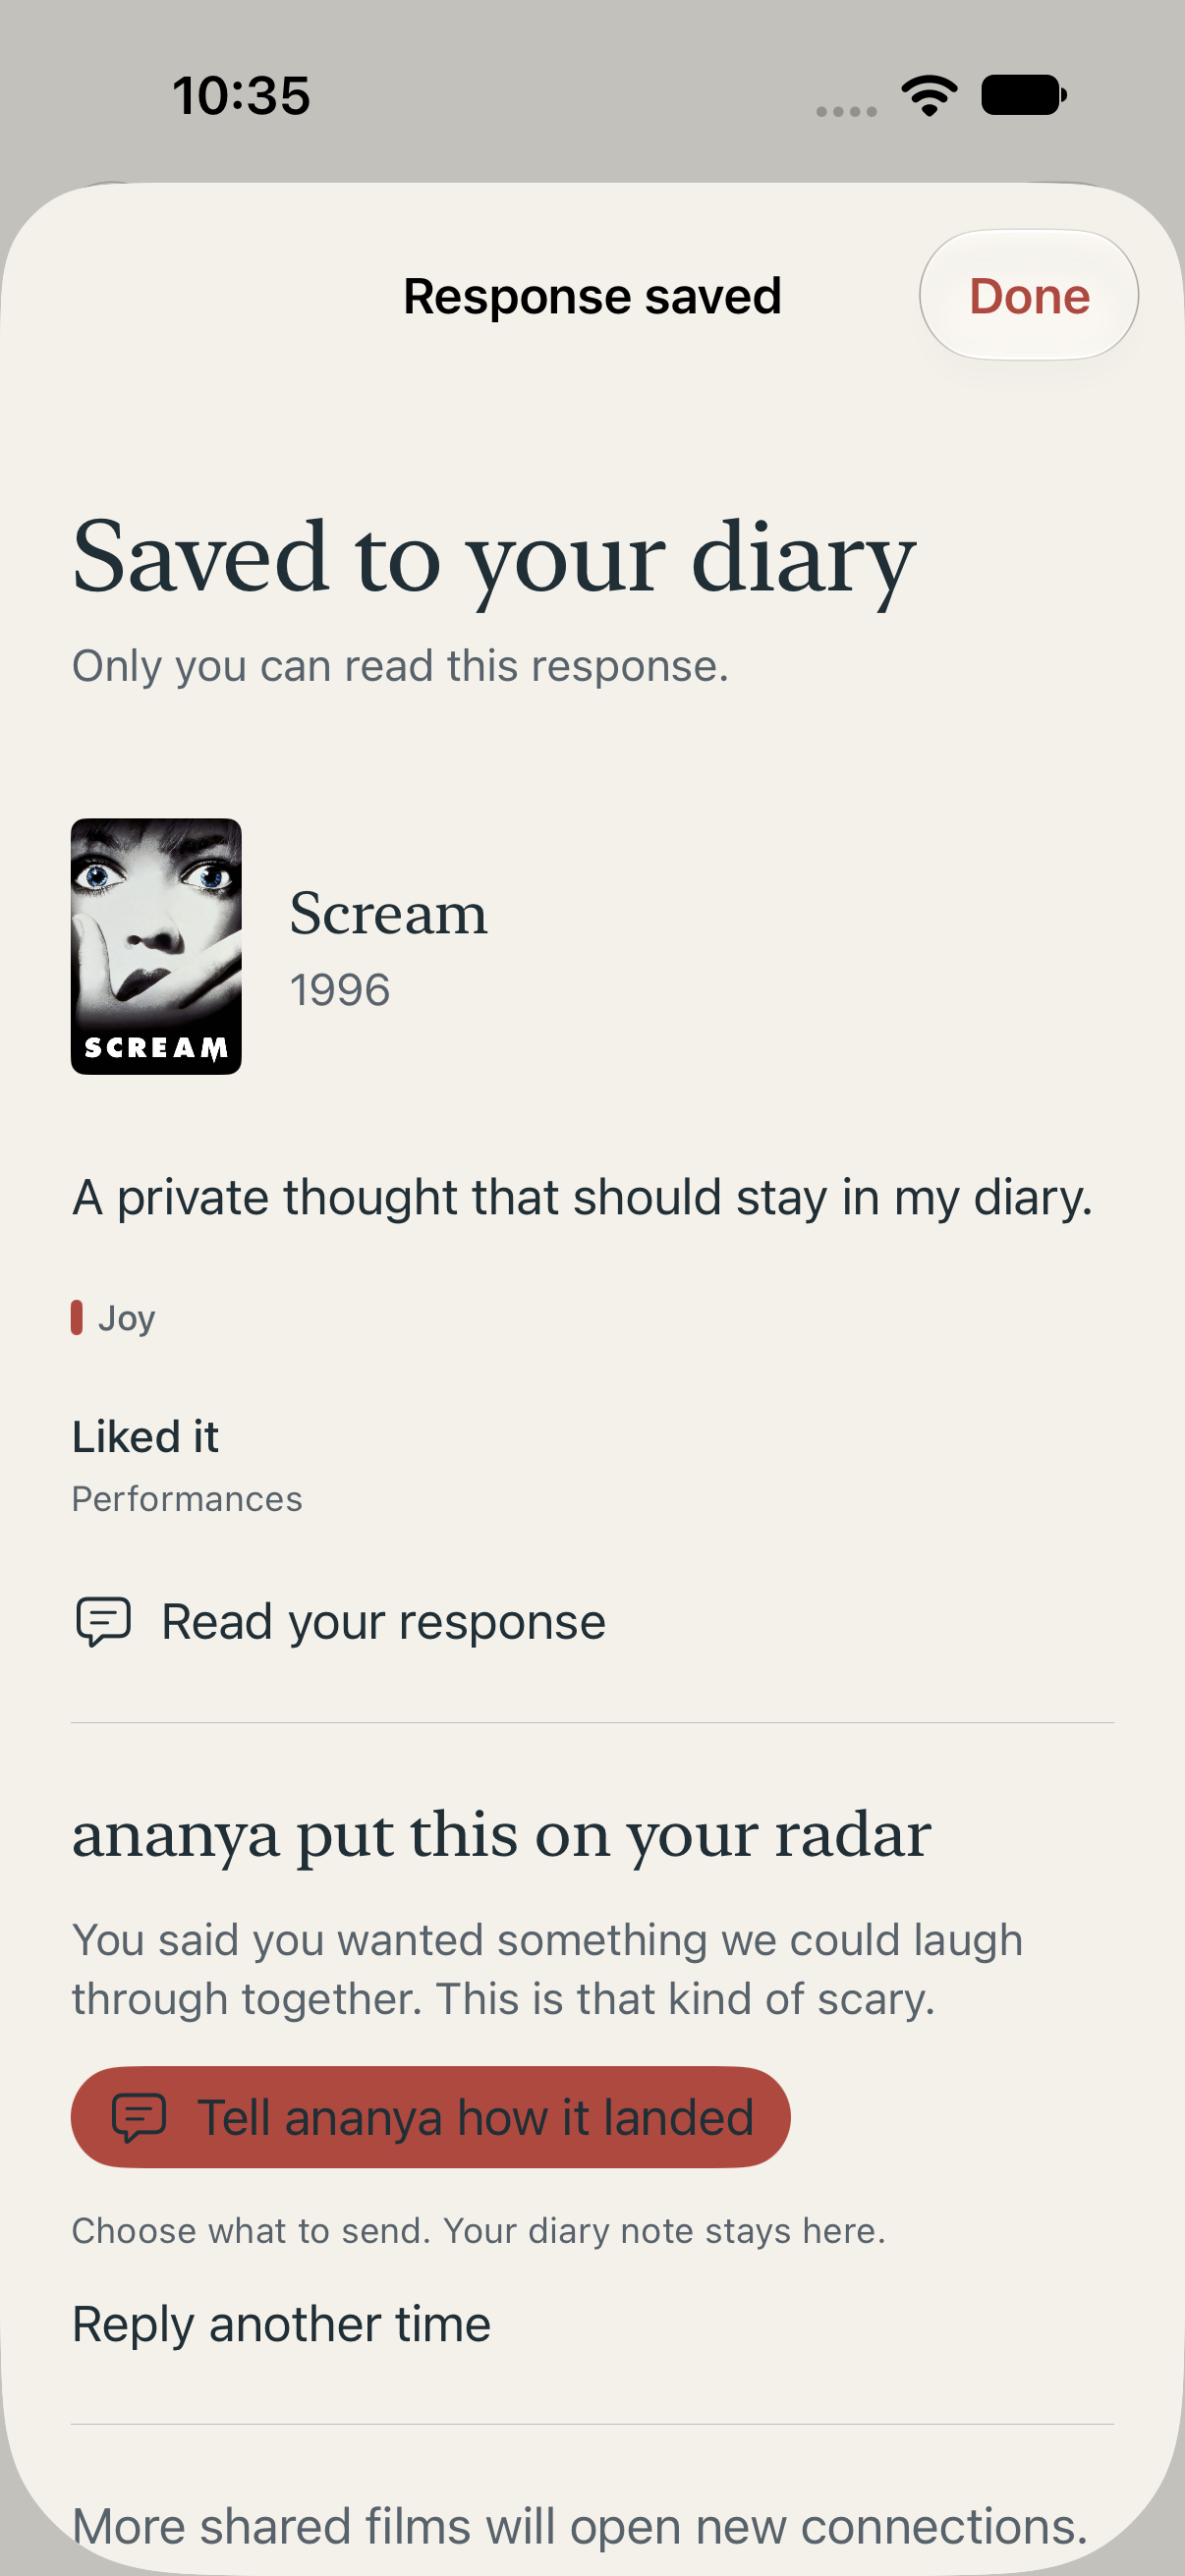 10:35
Response saved
Done
Saved to your diary
Only you can read this response.
SCREAM
Scream
1996
A private thought that should stay in my diary.
Joy
Liked it
Performances
Read your response
ananya put this on your radar
You said you wanted something we could laugh
through together. This is that kind of scary.
Tell ananya how it landed
Choose what to send. Your diary note stays here.
Reply another time
More shared films will open new connections.